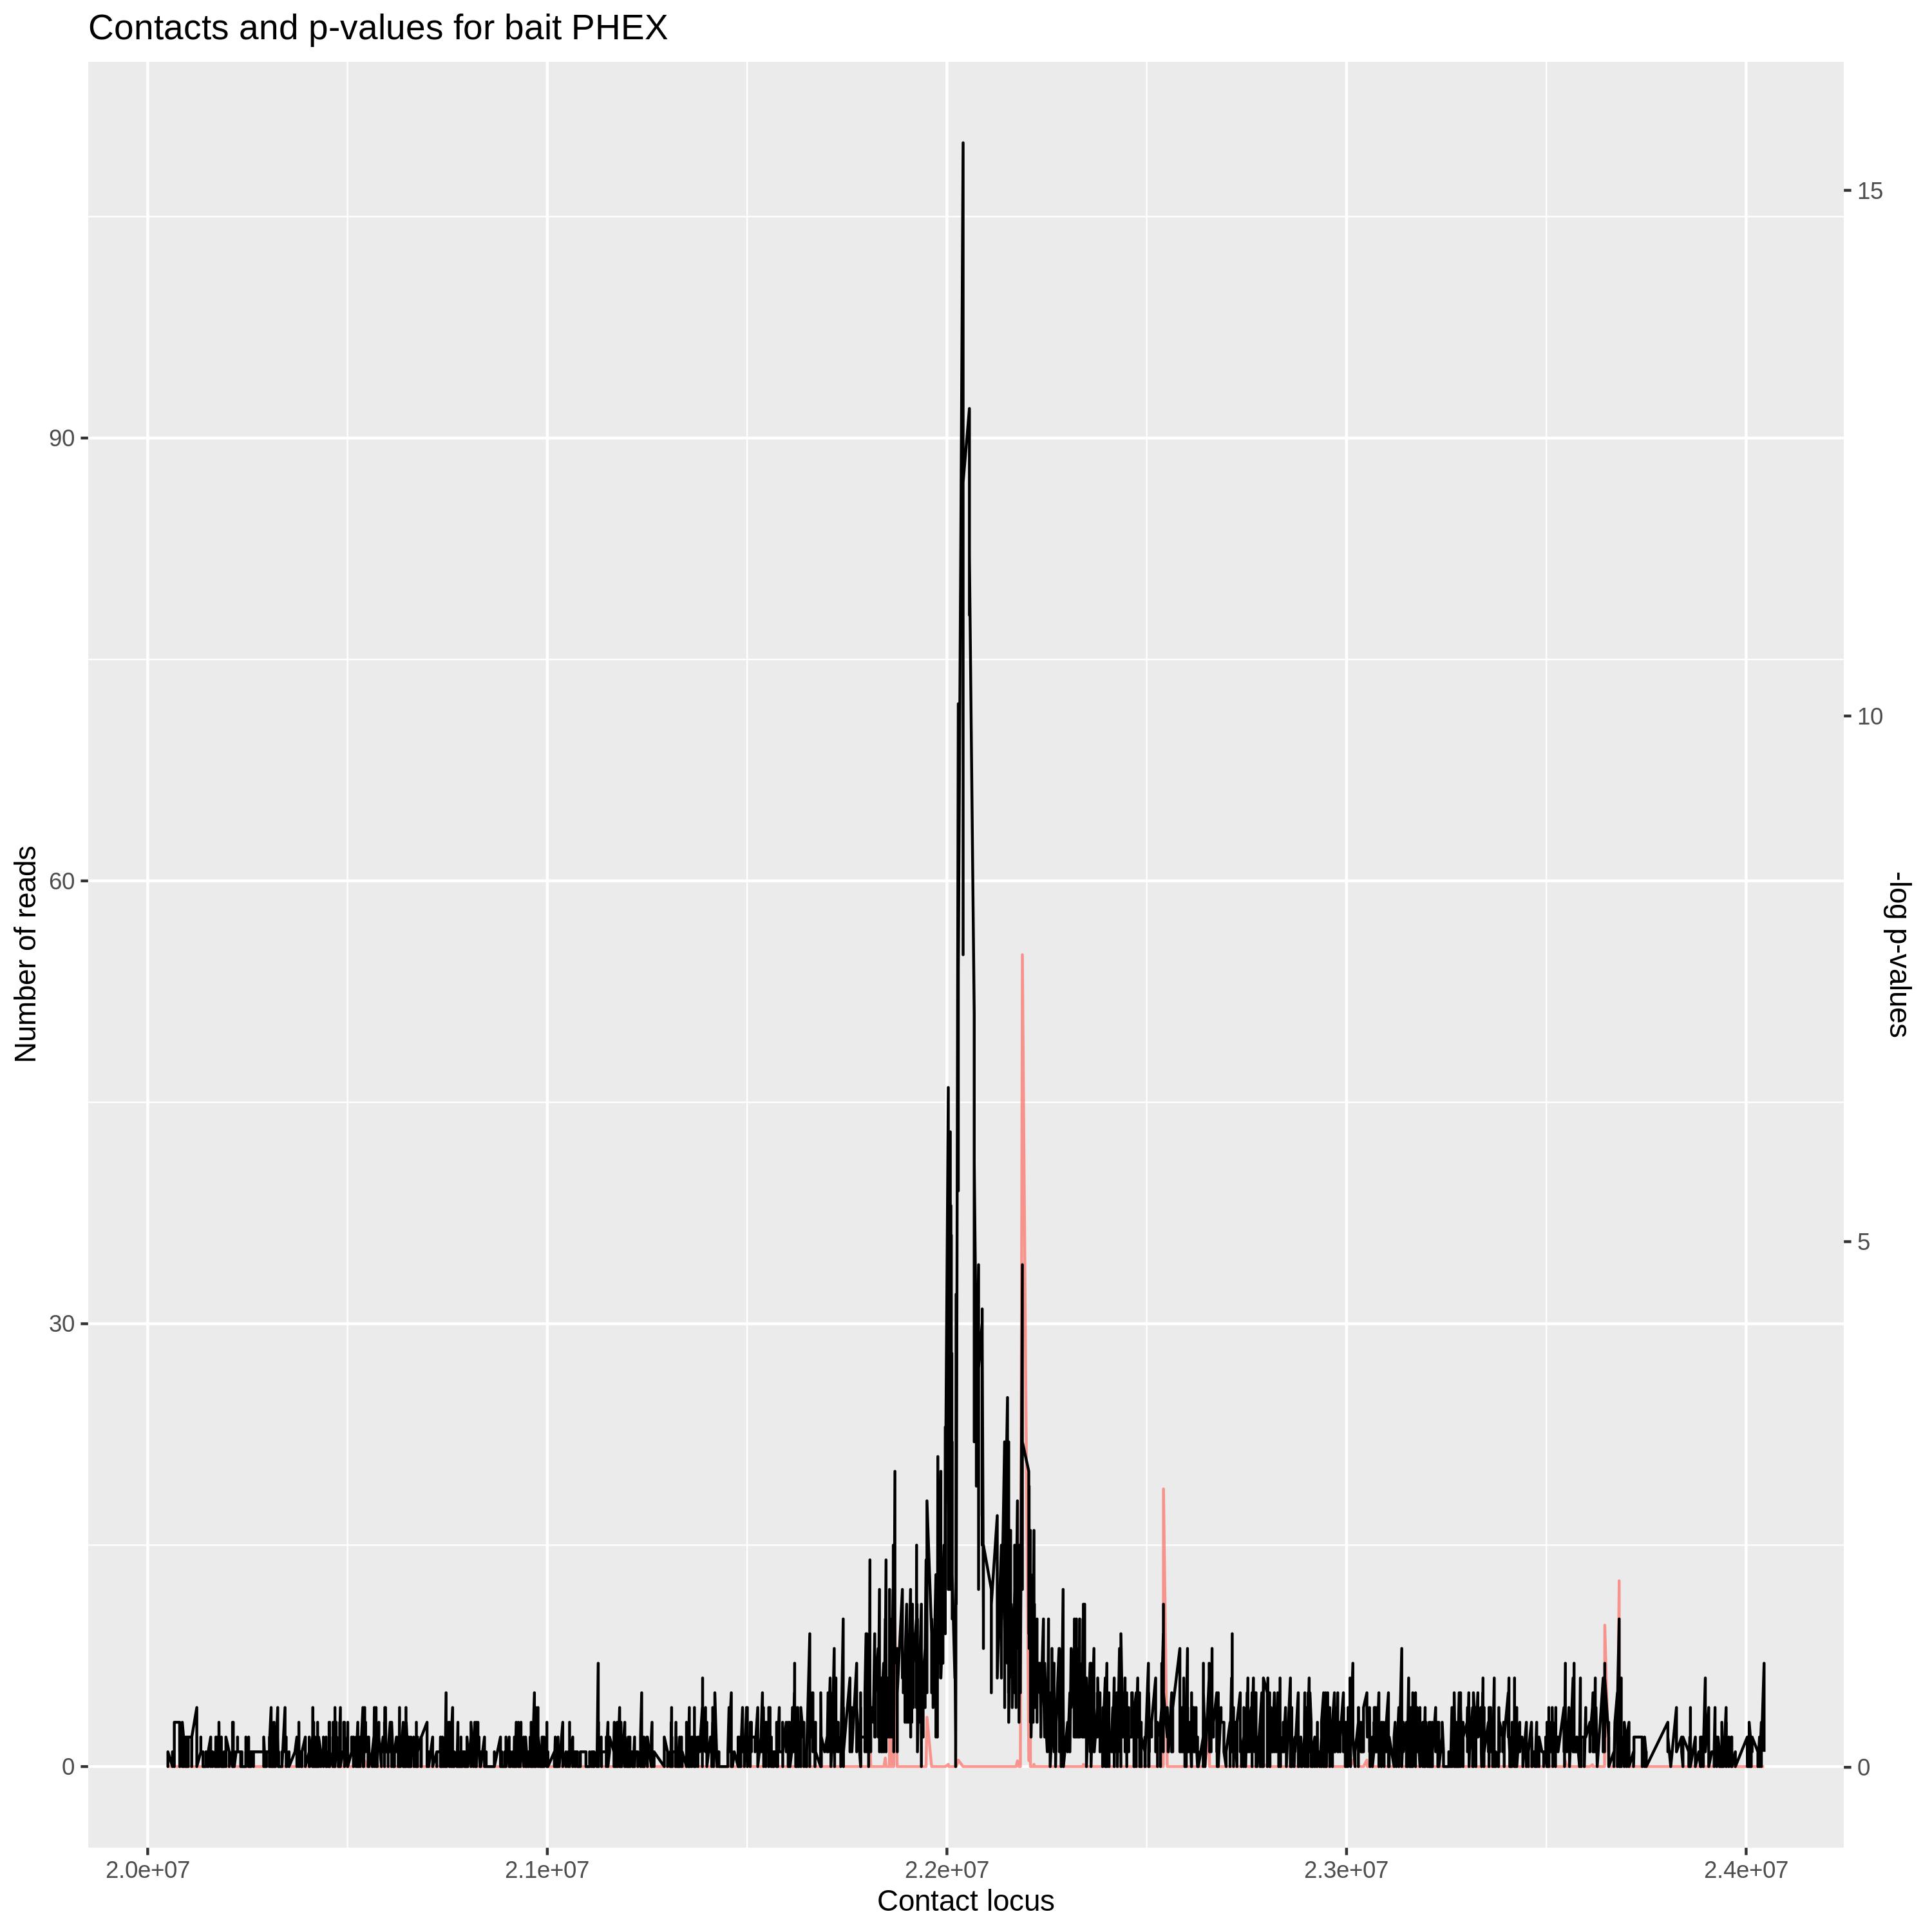 Contacts and p-values for bait PHEX
Number of reads
90
60
30
0
15
10
5
0
-log p-values
2.0e+07
2.1e+07
2.2e+07
2.3e+07
2.4e+07
Contact locus